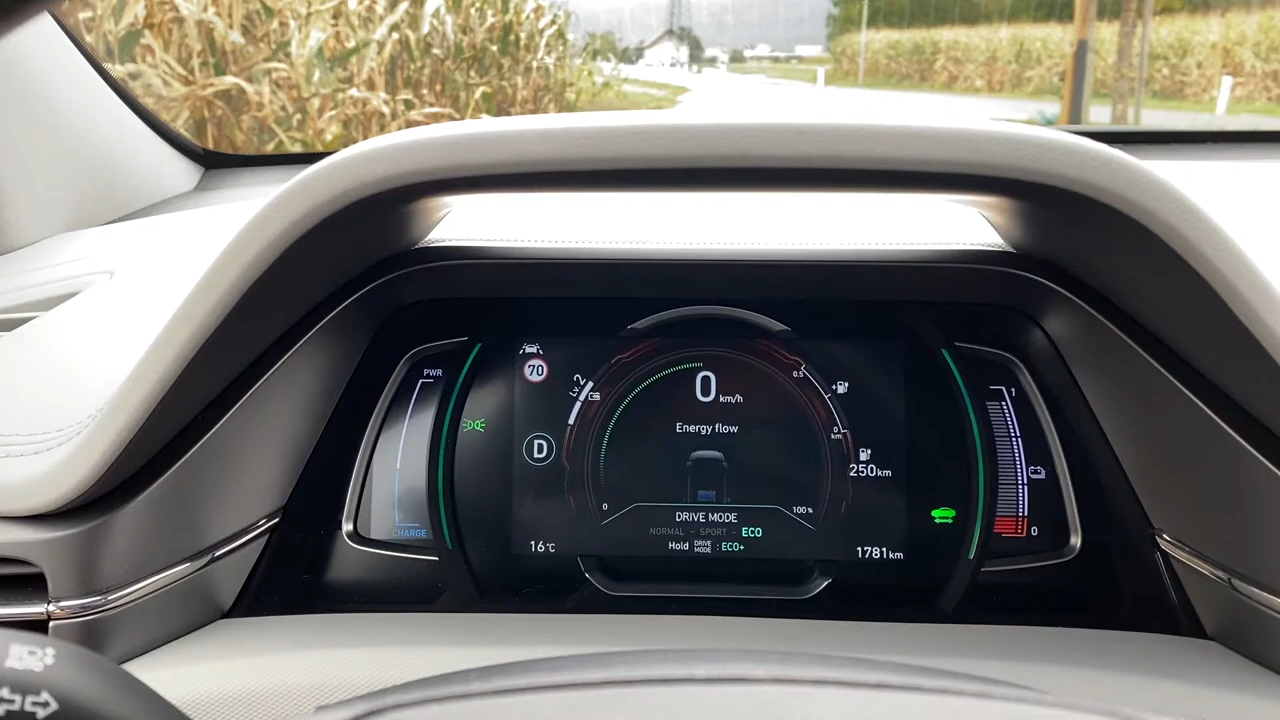 PWR
CHARGE
70
Lv. 2
D
16°C
0 km/h
Energy flow
0
100 %
DRIVE MODE
NORMAL – SPORT – ECO
Hold DRIVE MODE : ECO+
0.5
0
km
250km
1781km
1
0